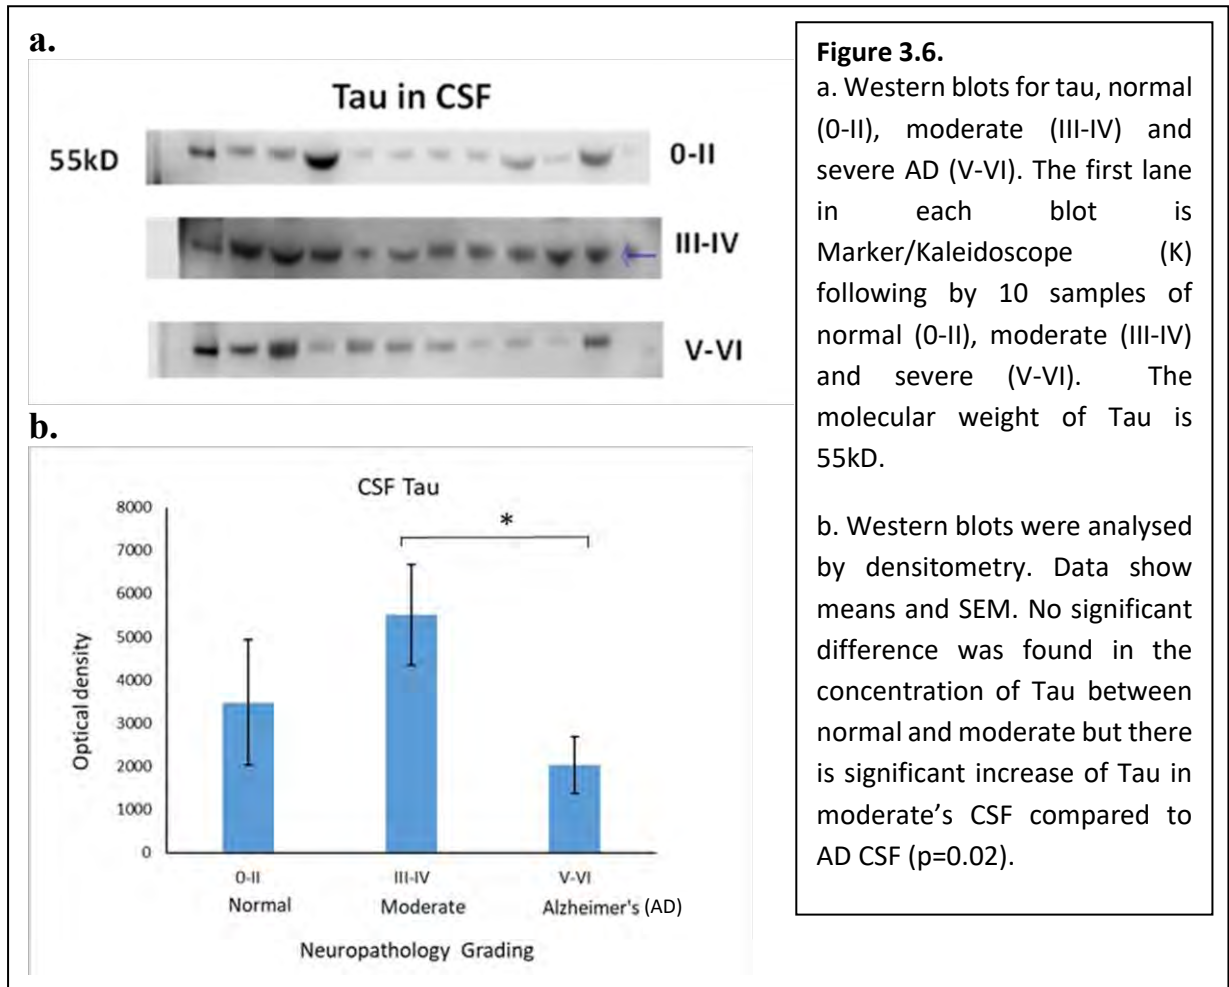 a.
Tau in CSF
55kD
0-II
III-IV
V-VI
b.
CSF Tau
*
8000
7000
6000
5000
4000
3000
2000
1000
0
Optical density
0-II
III-IV
V-VI
Normal
Moderate
Alzheimer's (AD)
Neuropathology Grading
Figure 3.6.
a. Western blots for tau, normal
(0-II), moderate (III-IV) and
severe AD (V-VI). The first lane
in each blot is
Marker/Kaleidoscope (K)
following by 10 samples of
normal (0-II), moderate (III-IV)
and severe (V-VI). The
molecular weight of Tau is
55kD.
b. Western blots were analysed
by densitometry. Data show
means and SEM. No significant
difference was found in the
concentration of Tau between
normal and moderate but there
is significant increase of Tau in
moderate’s CSF compared to
AD CSF (p=0.02).